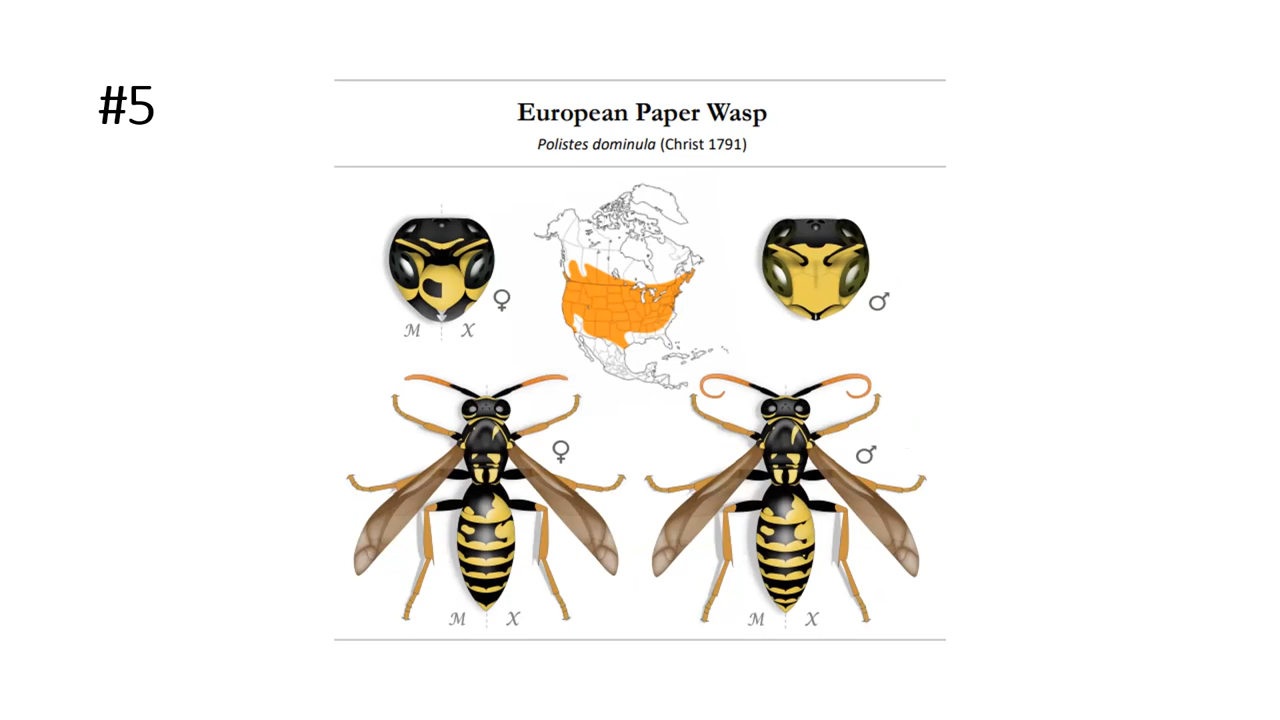 #5
European Paper Wasp
Polistes dominula (Christ 1791)
♀
♂
M X
♀
♂
M X
M X